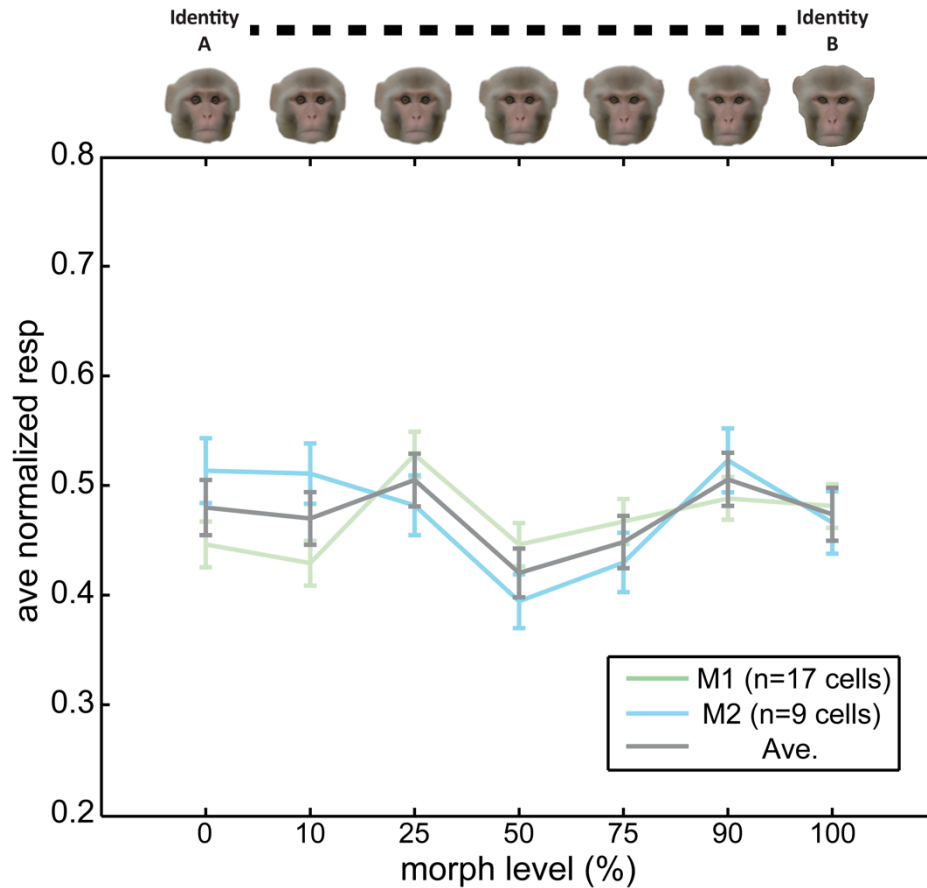 Identity
A
Identity
B
0.8
0.7
0.6
0.5
0.4
0.3
0.2
ave normalized resp
M1 (n=17 cells)
M2 (n=9 cells)
Ave.
0 10 25 50 75 90 100
morph level (%)